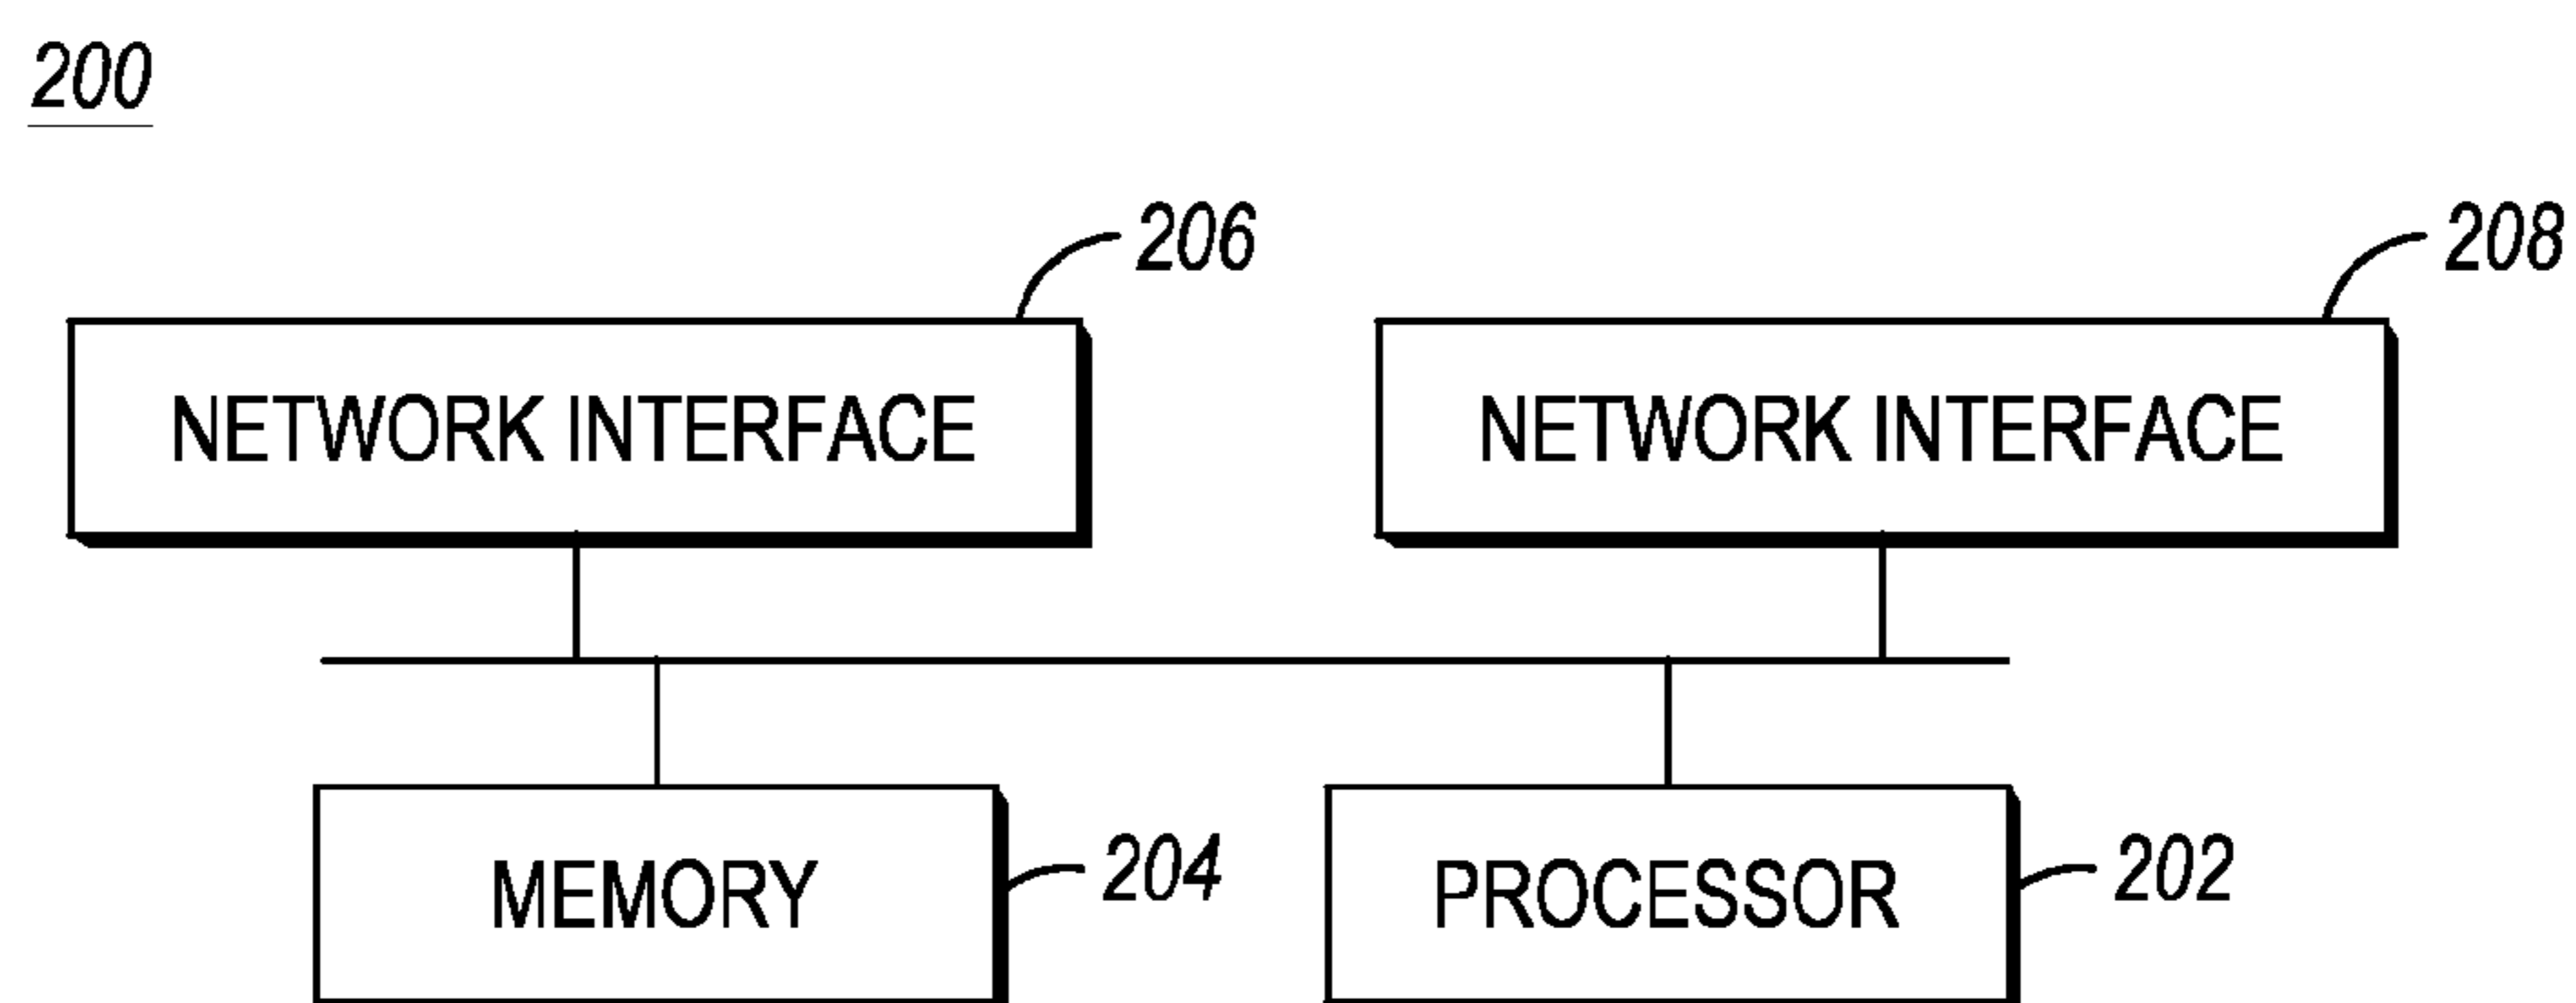 200
206
208
NETWORK INTERFACE
NETWORK INTERFACE
MEMORY
204
PROCESSOR
202